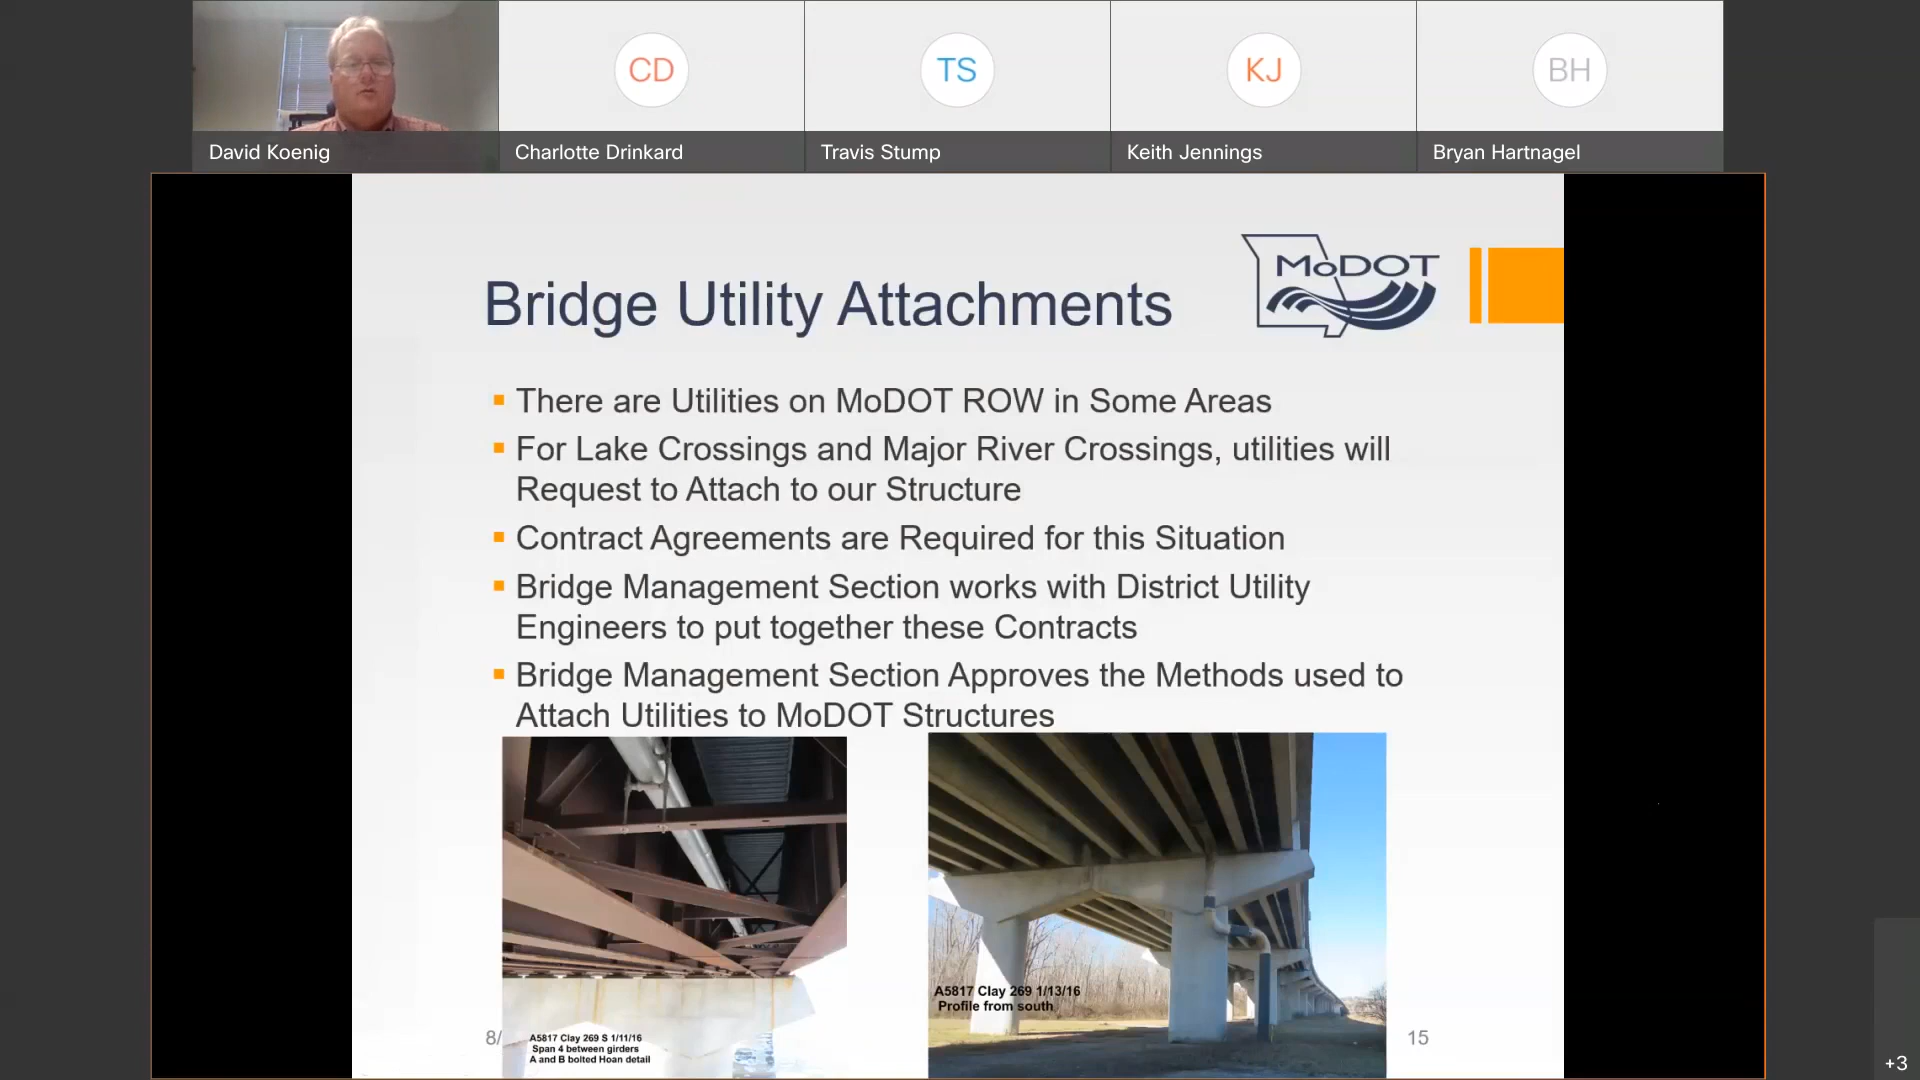 CD
TS
KJ
BH
David Koenig
Charlotte Drinkard
Travis Stump
Keith Jennings
Bryan Hartnagel
MoDOT
Bridge Utility Attachments
There are Utilities on MoDOT ROW in Some Areas
For Lake Crossings and Major River Crossings, utilities will
Request to Attach to our Structure
Contract Agreements are Required for this Situation
Bridge Management Section works with District Utility
Engineers to put together these Contracts
Bridge Management Section Approves the Methods used to
Attach Utilities to MoDOT Structures
A5817 Clay 269 1/13/16
Profile from south
8/
A5817 Clay 269 S 1/11/16
Span 4 between girders
A and B bolted Hoan detail
15
+3